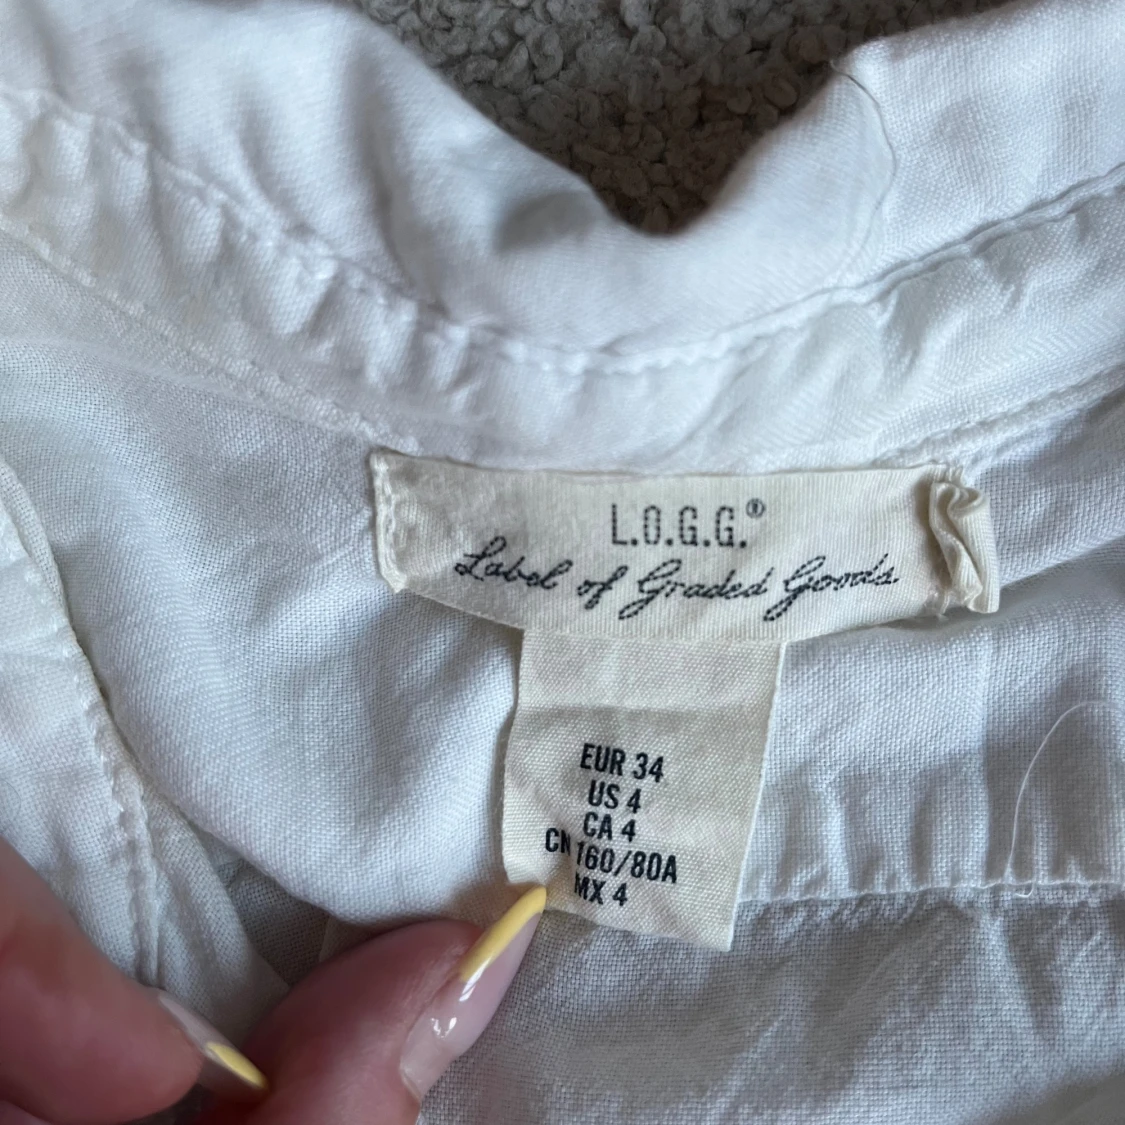 L.O.G.G.®
Label of Graded Goods
EUR 34
US 4
CA 4
CN 160/80A
MX 4